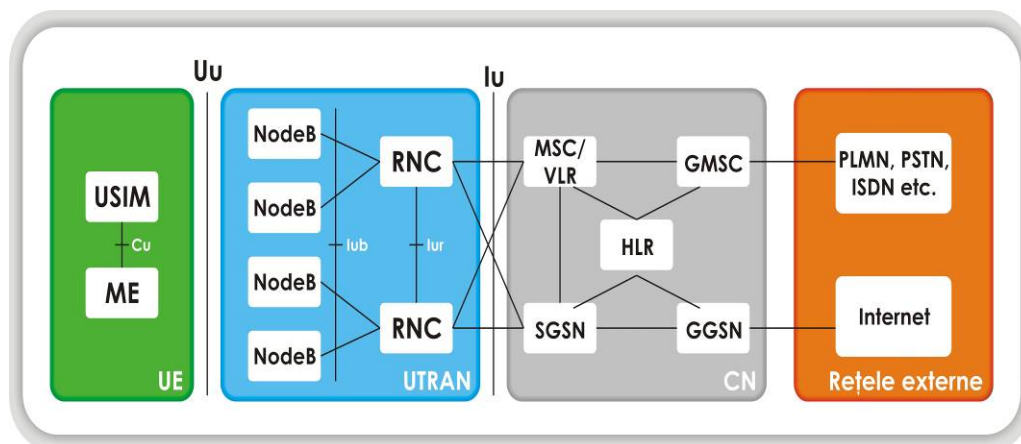 Uu
Iu
USIM
Cu
ME
UE
NodeB
NodeB
NodeB
NodeB
Iub
RNC
Iur
RNC
UTRAN
MSC/
VLR
GMSC
HLR
SGSN
GGSN
CN
PLMN, PSTN,
ISDN etc.
Internet
Rețele externe